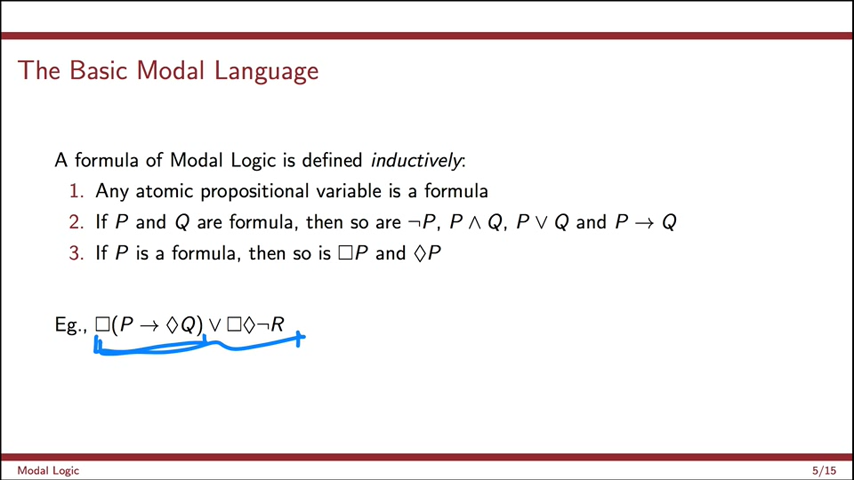 The Basic Modal Language
A formula of Modal Logic is defined inductively:
1. Any atomic propositional variable is a formula
2. If P and Q are formula, then so are ¬P, P ∧ Q, P ∨ Q and P → Q
3. If P is a formula, then so is □P and ◊P
Eg., □(P → ◊Q) ∨ □◊¬R
Modal Logic
5/15